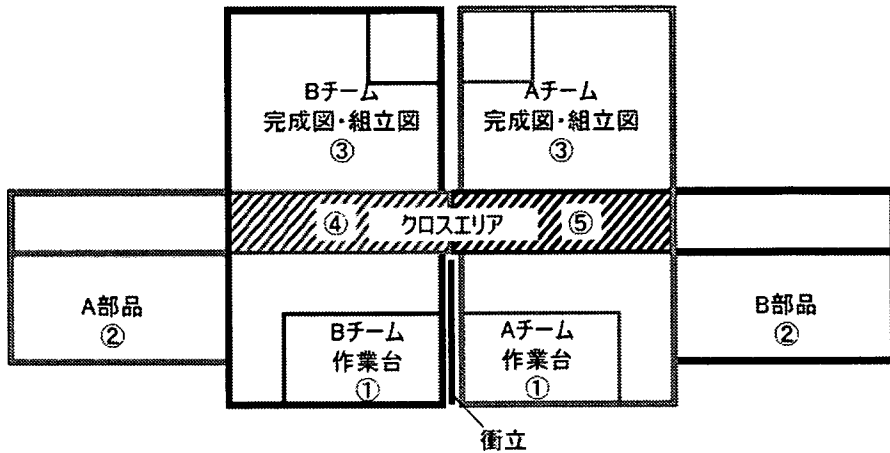 Bチーム
完成図・組立図
③
Aチーム
完成図・組立図
③
④
クロスエリア
⑤
A部品
②
Bチーム
作業台
①
Aチーム
作業台
①
B部品
②
衝立